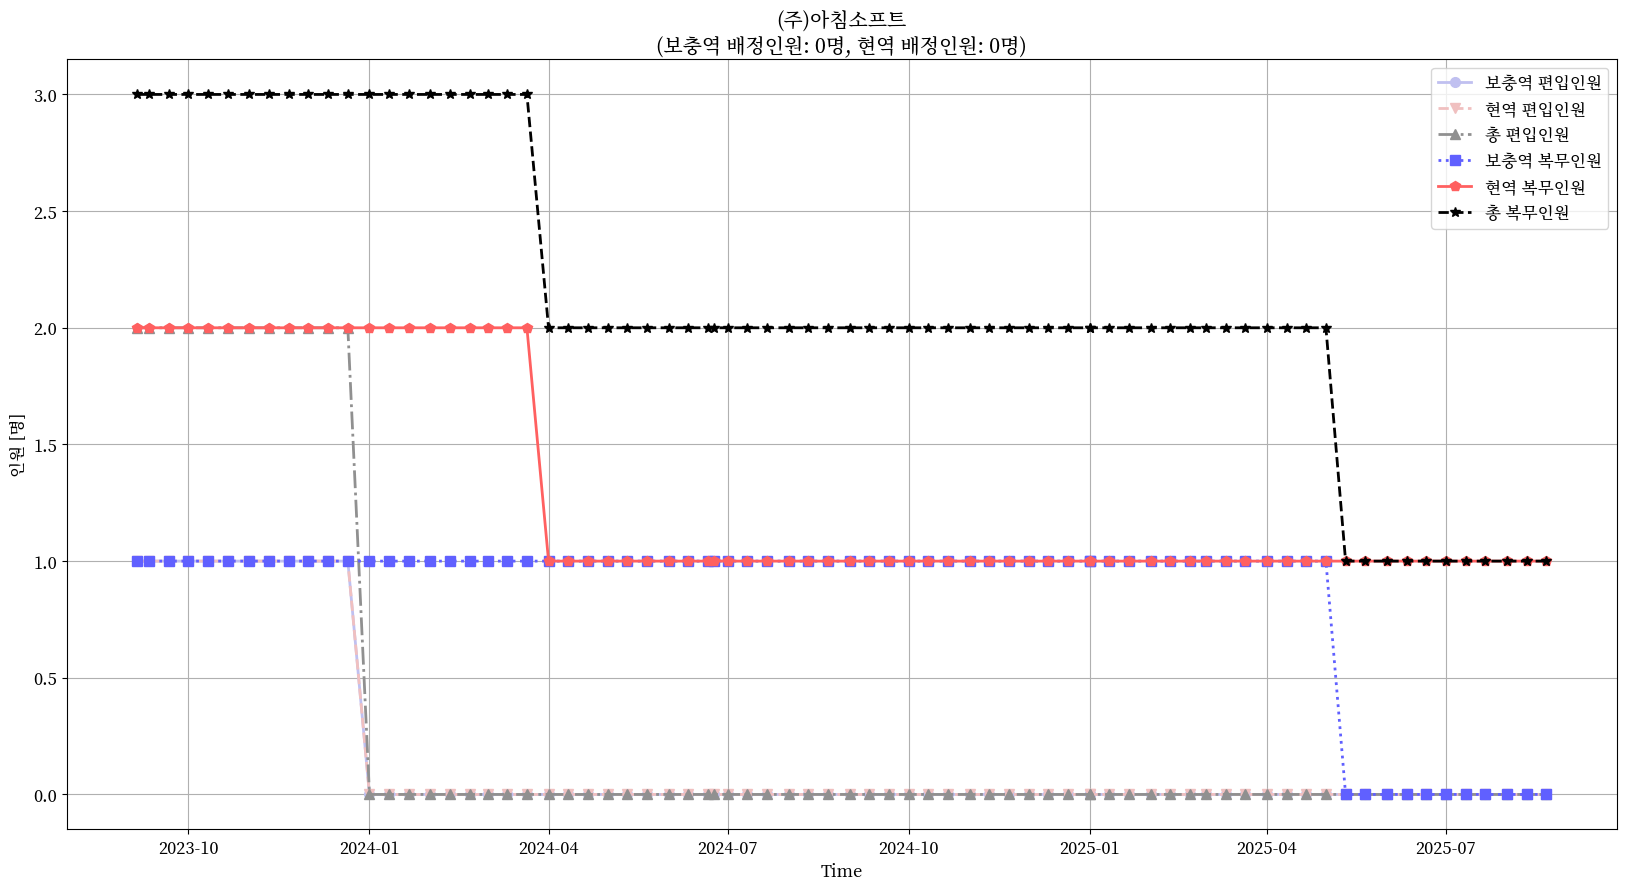 (주)아침소프트
(보충역 배정인원: 0명, 현역 배정인원: 0명)
보충역 편입인원
현역 편입인원
총 편입인원
보충역 복무인원
현역 복무인원
총 복무인원
인원 [명]
3.0
2.5
2.0
1.5
1.0
0.5
0.0
2023-10
2024-01
2024-04
2024-07
2024-10
2025-01
2025-04
2025-07
Time